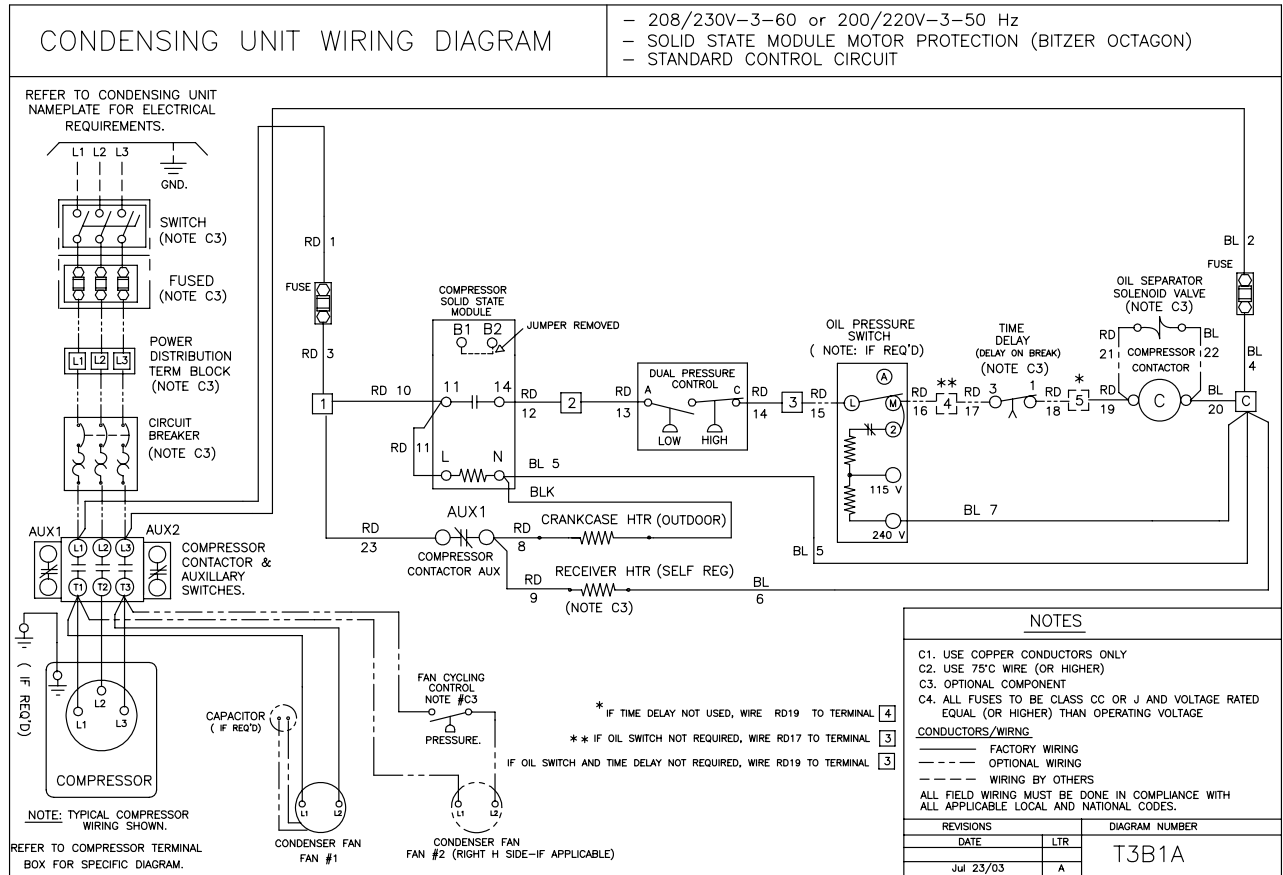 CONDENSING UNIT WIRING DIAGRAM
— 208/230V-3-60 or 200/220V-3-50 Hz
— SOLID STATE MODULE MOTOR PROTECTION (BITZER OCTAGON)
— STANDARD CONTROL CIRCUIT
REFER TO CONDENSING UNIT
NAMEPLATE FOR ELECTRICAL
REQUIREMENTS.
L1 L2 L3
GND.
SWITCH
(NOTE C3)
FUSED
(NOTE C3)
POWER
DISTRIBUTION
TERM BLOCK
(NOTE C3)
L1 L2 L3
CIRCUIT
BREAKER
(NOTE C3)
AUX1
L1 L2 L3
AUX2
T1 T2 T3
COMPRESSOR
CONTACTOR &
AUXILLARY
SWITCHES.
( IF REQ'D)
L1 L2 L3
COMPRESSOR
NOTE: TYPICAL COMPRESSOR
WIRING SHOWN.
REFER TO COMPRESSOR TERMINAL
BOX FOR SPECIFIC DIAGRAM.
RD 1
FUSE
RD 3
1
RD 10
COMPRESSOR
SOLID STATE
MODULE
B1 B2
JUMPER REMOVED
11 14
RD 11
L N
RD
12
2
RD
13
DUAL PRESSURE
CONTROL
A C
LOW HIGH
RD
14
3
RD
15
OIL PRESSURE
SWITCH
( NOTE: IF REQ'D)
A
L M
2
115 V
240 V
RD
16
**
4
RD
17
TIME
DELAY
(DELAY ON BREAK)
(NOTE C3)
3 1
RD
18
*
5
RD
19
OIL SEPARATOR
SOLENOID VALVE
(NOTE C3)
RD
21
BL
22
COMPRESSOR
CONTACTOR
C
BL
20
C
BL 2
FUSE
BL
4
BL 5
BLK
BL 7
BL 5
RD
23
AUX1
COMPRESSOR
CONTACTOR AUX
RD
8
CRANKCASE HTR (OUTDOOR)
RD
9
RECEIVER HTR (SELF REG)
(NOTE C3)
BL
6
FAN CYCLING
CONTROL
NOTE #C3
PRESSURE.
CAPACITOR
( IF REQ'D)
L1 L2
CONDENSER FAN
FAN #1
L1 L2
CONDENSER FAN
FAN #2 (RIGHT H SIDE-IF APPLICABLE)
* IF TIME DELAY NOT USED, WIRE RD19 TO TERMINAL 4
** IF OIL SWITCH NOT REQUIRED, WIRE RD17 TO TERMINAL 3
IF OIL SWITCH AND TIME DELAY NOT REQUIRED, WIRE RD19 TO TERMINAL 3
NOTES
C1. USE COPPER CONDUCTORS ONLY
C2. USE 75°C WIRE (OR HIGHER)
C3. OPTIONAL COMPONENT
C4. ALL FUSES TO BE CLASS CC OR J AND VOLTAGE RATED
EQUAL (OR HIGHER) THAN OPERATING VOLTAGE
CONDUCTORS/WIRNG
FACTORY WIRING
OPTIONAL WIRING
WIRING BY OTHERS
ALL FIELD WIRING MUST BE DONE IN COMPLIANCE WITH
ALL APPLICABLE LOCAL AND NATIONAL CODES.
REVISIONS
DIAGRAM NUMBER
DATE LTR
T3B1A
Jul 23/03 A